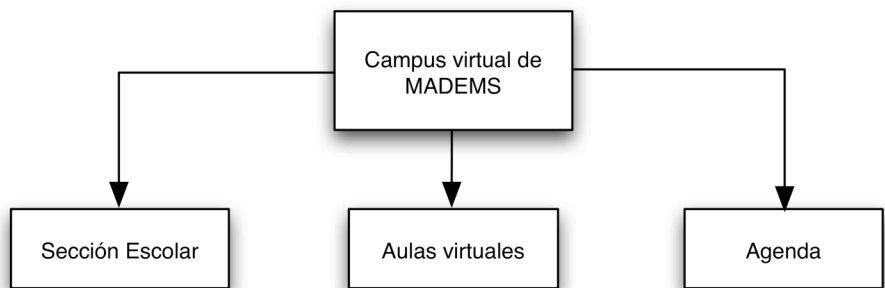 Campus virtual de
MADEMS
Sección Escolar
Aulas virtuales
Agenda